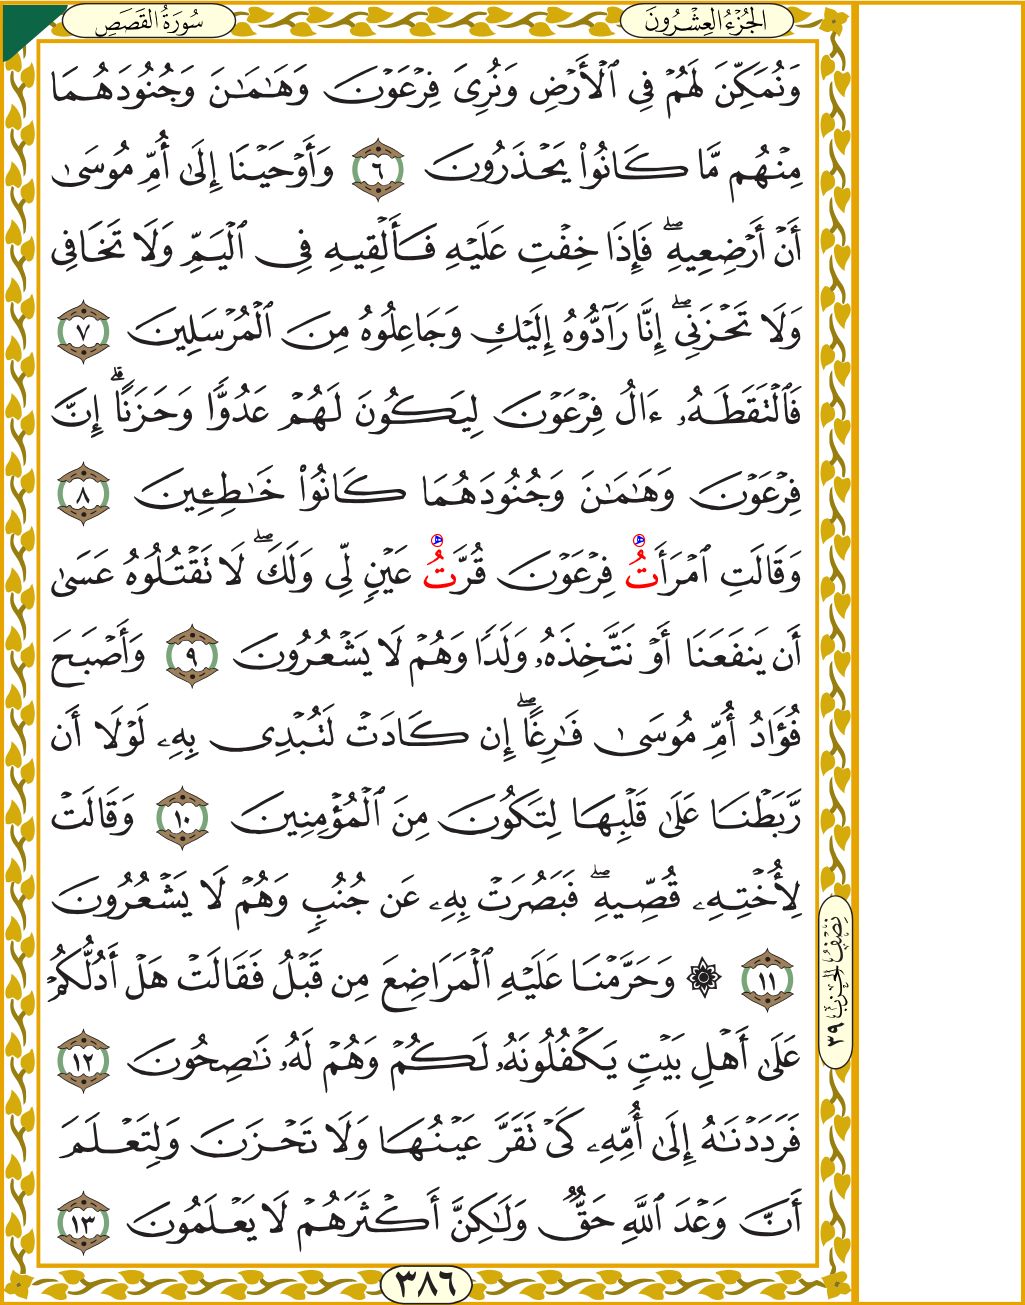 سُورَةُ القَصَصِ
الجُزْءُ العِشْرُونَ
وَنُمَكِّنَ لَهُمْ فِي ٱلْأَرْضِ وَنُرِىَ فِرْعَوْنَ وَهَـٰمَـٰنَ وَجُنُودَهُمَا
مِنْهُم مَّا كَانُوا۟ يَحْذَرُونَ ٦ وَأَوْحَيْنَا إِلَىٰ أُمِّ مُوسَىٰ
أَنْ أَرْضِعِيهِ ۖ فَإِذَا خِفْتِ عَلَيْهِ فَأَلْقِيهِ فِى ٱلْيَمِّ وَلَا تَخَافِى
وَلَا تَحْزَنِىٓ ۖ إِنَّا رَآدُّوهُ إِلَيْكِ وَجَاعِلُوهُ مِنَ ٱلْمُرْسَلِينَ ٧
فَٱلْتَقَطَهُۥٓ ءَالُ فِرْعَوْنَ لِيَكُونَ لَهُمْ عَدُوًّا وَحَزَنًا ۗ إِنَّ
فِرْعَوْنَ وَهَـٰمَـٰنَ وَجُنُودَهُمَا كَانُوا۟ خَـٰطِـِٔينَ ٨
وَقَالَتِ ٱمْرَأَتُ فِرْعَوْنَ قُرَّتُ عَيْنٍ لِّى وَلَكَ ۖ لَا تَقْتُلُوهُ عَسَىٰ
أَن يَنفَعَنَا أَوْ نَتَّخِذَهُۥ وَلَدًا وَهُمْ لَا يَشْعُرُونَ ٩ وَأَصْبَحَ
فُؤَادُ أُمِّ مُوسَىٰ فَـٰرِغًا ۖ إِن كَادَتْ لَتُبْدِى بِهِۦ لَوْلَا أَن
رَّبَطْنَا عَلَىٰ قَلْبِهَا لِتَكُونَ مِنَ ٱلْمُؤْمِنِينَ ١٠ وَقَالَتْ
لِأُخْتِهِۦ قُصِّيهِ ۖ فَبَصُرَتْ بِهِۦ عَن جُنُبٍ وَهُمْ لَا يَشْعُرُونَ
١١ ۞ وَحَرَّمْنَا عَلَيْهِ ٱلْمَرَاضِعَ مِن قَبْلُ فَقَالَتْ هَلْ أَدُلُّكُمْ
عَلَىٰ أَهْلِ بَيْتٍ يَكْفُلُونَهُۥ لَكُمْ وَهُمْ لَهُۥ نَـٰصِحُونَ ١٢
فَرَدَدْنَـٰهُ إِلَىٰ أُمِّهِۦ كَىْ تَقَرَّ عَيْنُهَا وَلَا تَحْزَنَ وَلِتَعْلَمَ
أَنَّ وَعْدَ ٱللَّهِ حَقٌّ وَلَـٰكِنَّ أَكْثَرَهُمْ لَا يَعْلَمُونَ ١٣
نِصْفُ الحِزْبِ ٣٩
٣٨٦